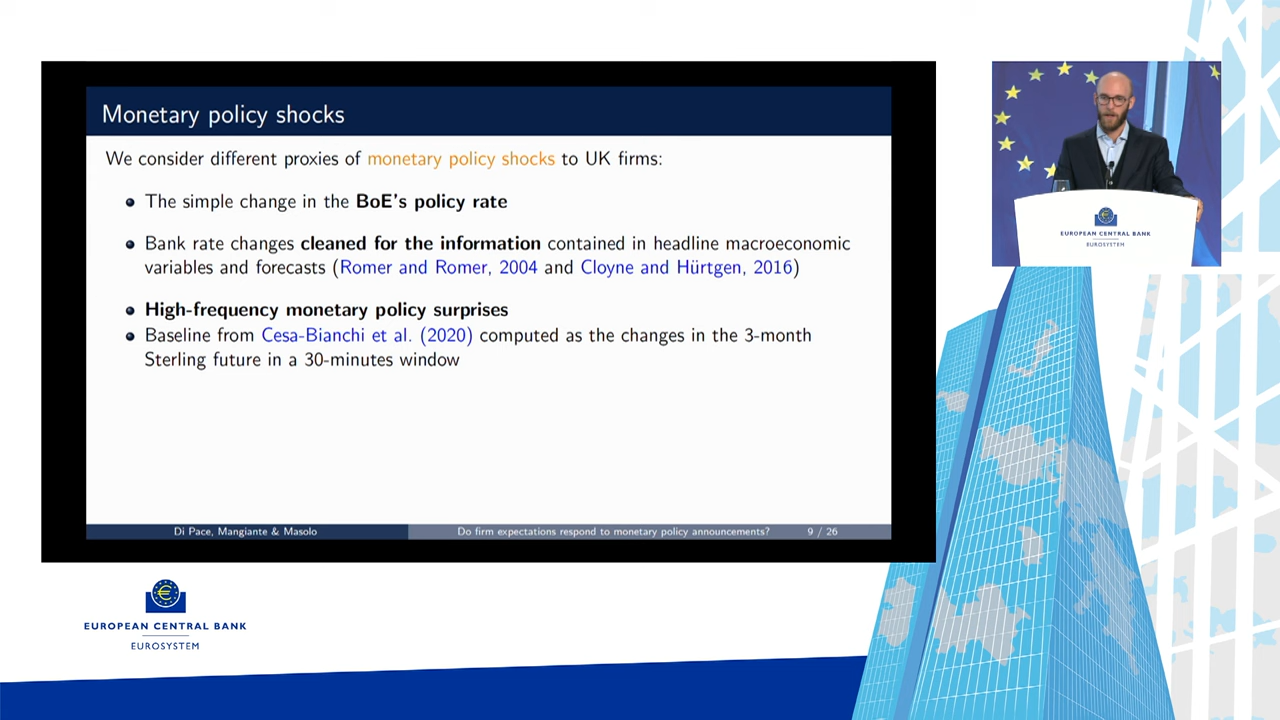 Monetary policy shocks
We consider different proxies of monetary policy shocks to UK firms:
The simple change in the BoE's policy rate
Bank rate changes cleaned for the information contained in headline macroeconomic
variables and forecasts (Romer and Romer, 2004 and Cloyne and Hürtgen, 2016)
High-frequency monetary policy surprises
Baseline from Cesa-Bianchi et al. (2020) computed as the changes in the 3-month
Sterling future in a 30-minutes window
Di Pace, Mangiante & Masolo
Do firm expectations respond to monetary policy announcements?
9 / 26
EUROPEAN CENTRAL BANK
EUROSYSTEM
EUROPEAN CENTRAL BANK
EUROSYSTEM